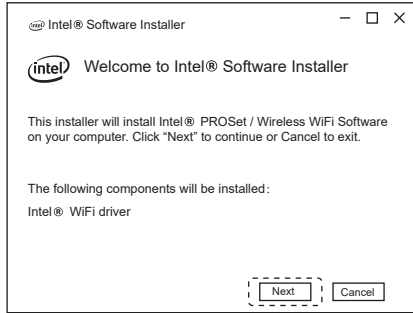 intel Intel® Software Installer
intel Welcome to Intel® Software Installer
This installer will install Intel® PROSet / Wireless WiFi Software
on your computer. Click “Next” to continue or Cancel to exit.
The following components will be installed:
Intel® WiFi driver
Next Cancel